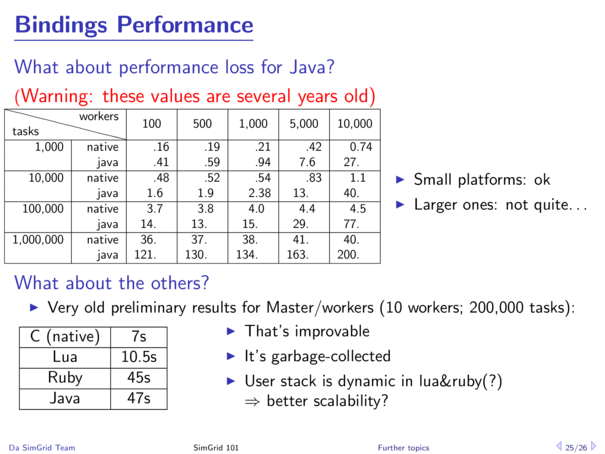 Bindings Performance
What about performance loss for Java?
(Warning: these values are several years old)
workers
tasks 100 500 1,000 5,000 10,000
1,000 native .16 .19 .21 .42 0.74
java .41 .59 .94 7.6 27.
10,000 native .48 .52 .54 .83 1.1
java 1.6 1.9 2.38 13. 40.
100,000 native 3.7 3.8 4.0 4.4 4.5
java 14. 13. 15. 29. 77.
1,000,000 native 36. 37. 38. 41. 40.
java 121. 130. 134. 163. 200.
▶ Small platforms: ok
▶ Larger ones: not quite...
What about the others?
▶ Very old preliminary results for Master/workers (10 workers; 200,000 tasks):
C (native) 7s
Lua 10.5s
Ruby 45s
Java 47s
▶ That's improvable
▶ It's garbage-collected
▶ User stack is dynamic in lua&ruby(?)
⇒ better scalability?
Da SimGrid Team SimGrid 101 Further topics 25/26